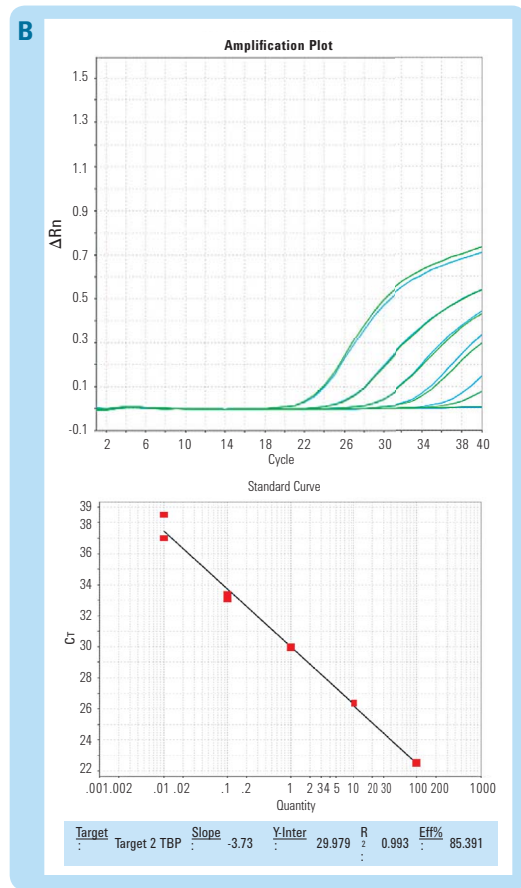 B
Amplification Plot
1.5
1.3
1.1
0.9
0.7
0.5
0.3
0.1
-0.1
ΔRn
2 6 10 14 18 22 26 30 34 38 40
Cycle
Standard Curve
39
38
36
34
32
30
28
26
24
22
CT
.001 .002 .01 .02 .1 .2 1 2 3 4 5 10 20 30 100 200 1000
Quantity
Target : Target 2 TBP Slope : -3.73 Y-Inter : 29.979 R 2 : 0.993 Eff% : 85.391